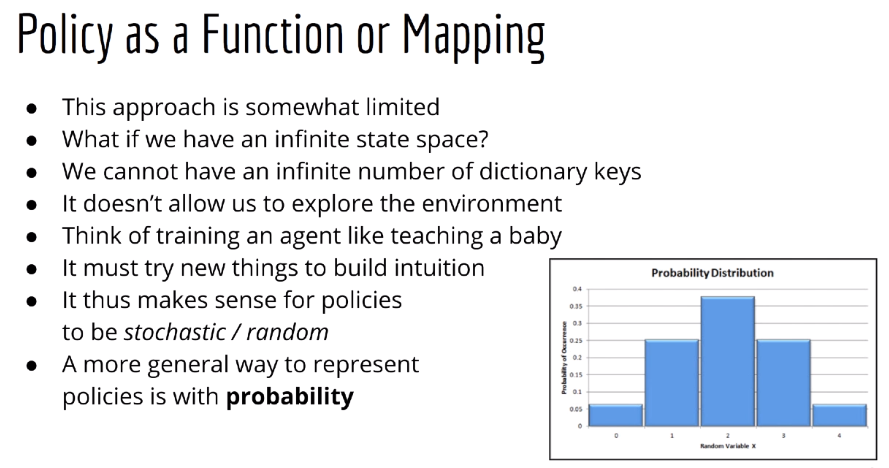 Policy as a Function or Mapping
● This approach is somewhat limited
● What if we have an infinite state space?
● We cannot have an infinite number of dictionary keys
● It doesn’t allow us to explore the environment
● Think of training an agent like teaching a baby
● It must try new things to build intuition
● It thus makes sense for policies
to be stochastic / random
● A more general way to represent
policies is with probability
Probability Distribution
Probability of Occurrence
0.4
0.35
0.3
0.25
0.2
0.15
0.1
0.05
0
0 1 2 3 4
Random Variable X